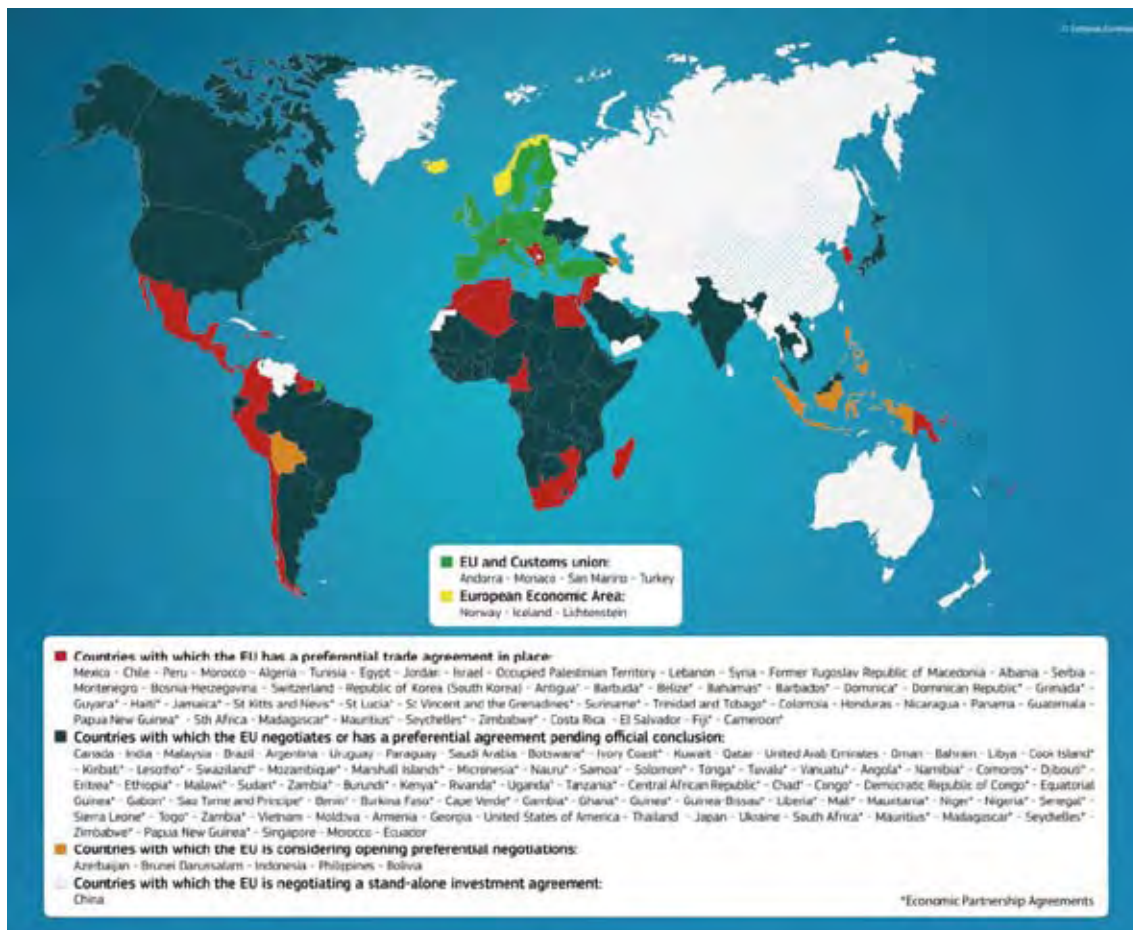 © European
EU and Customs union:
Andorra - Monaco - San Marino - Turkey
European Economic Area:
Norway - Iceland - Lichtenstein
Countries with which the EU has a preferential trade agreement in place:
Mexico - Chile - Peru - Morocco - Algeria - Tunisia - Egypt - Jordan - Israel - Occupied Palestinian Territory - Lebanon - Syria - Former Yugoslav Republic of Macedonia - Albania - Serbia -
Montenegro - Bosnia-Herzegovina - Switzerland - Republic of Korea (South Korea) - Antigua* - Barbuda* - Belize* - Bahamas* - Barbados* - Dominica* - Dominican Republic* - Grenada* -
Guyana* - Haiti* - Jamaica* - St Kitts and Nevis* - St Lucia* - St Vincent and the Grenadines* - Suriname* - Trinidad and Tobago* - Colombia - Honduras - Nicaragua - Panama - Guatemala -
Papua New Guinea* - Sth Africa - Madagascar* - Mauritius* - Seychelles* - Zimbabwe* - Costa Rica - El Salvador - Fiji* - Cameroon*
Countries with which the EU negotiates or has a preferential agreement pending official conclusion:
Canada - India - Malaysia - Brazil - Argentina - Uruguay - Paraguay - Saudi Arabia - Botswana* - Ivory Coast* - Kuwait - Qatar - United Arab Emirates - Oman - Bahrain - Libya - Cook Island*
- Kiribati* - Lesotho* - Swaziland* - Mozambique* - Marshall Islands* - Micronesia* - Nauru* - Samoa* - Solomon* - Tonga* - Tuvalu* - Vanuatu* - Angola* - Namibia* - Comoros* - Djibouti* -
Eritrea* - Ethiopia* - Malawi* - Sudan* - Zambia* - Burundi* - Kenya* - Rwanda* - Uganda* - Tanzania* - Central African Republic* - Chad* - Congo* - Democratic Republic of Congo* - Equatorial
Guinea* - Gabon* - Sao Tome and Principe* - Benin* - Burkina Faso* - Cape Verde* - Gambia* - Ghana* - Guinea* - Guinea-Bissau* - Liberia* - Mali* - Mauritania* - Niger* - Nigeria* - Senegal* -
Sierra Leone* - Togo* - Zambia* - Vietnam - Moldova - Armenia - Georgia - United States of America - Thailand - Japan - Ukraine - South Africa* - Mauritius* - Madagascar* - Seychelles* -
Zimbabwe* - Papua New Guinea* - Singapore - Morocco - Ecuador
Countries with which the EU is considering opening preferential negotiations:
Azerbaijan - Brunei Darussalam - Indonesia - Philippines - Bolivia
Countries with which the EU is negotiating a stand-alone investment agreement:
China
*Economic Partnership Agreements